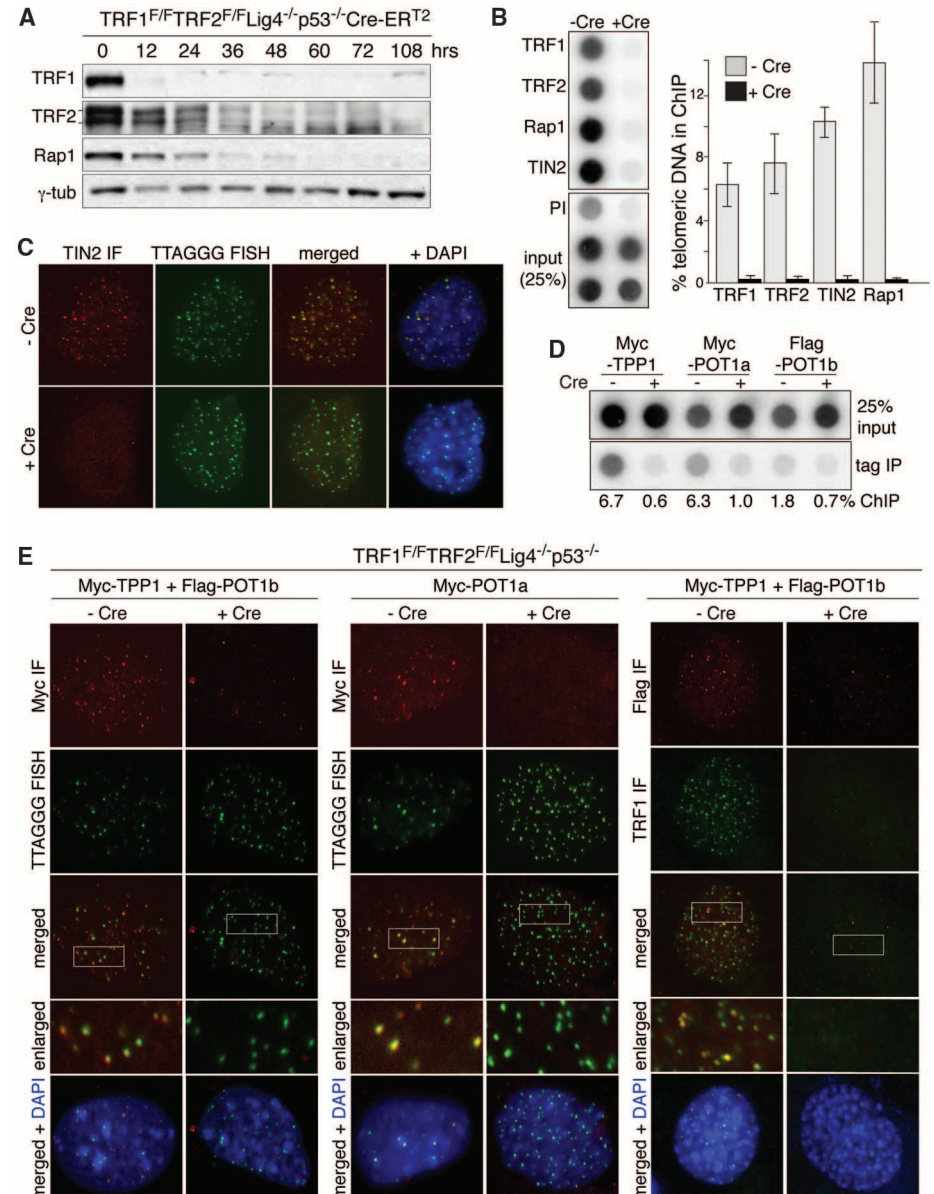 A
TRF1F/FTRF2F/FLig4-/-p53-/-Cre-ERT2
0 12 24 36 48 60 72 108 hrs
TRF1
TRF2
Rap1
γ-tub
B
-Cre +Cre
TRF1
TRF2
Rap1
TIN2
PI
input
(25%)
% telomeric DNA in ChIP
12
8
4
0
- Cre
+ Cre
TRF1 TRF2 TIN2 Rap1
C
TIN2 IF TTAGGG FISH merged + DAPI
- Cre
+ Cre
D
Myc Myc Flag
-TPP1 -POT1a -POT1b
Cre - + - + - +
25%
input
tag IP
6.7 0.6 6.3 1.0 1.8 0.7% ChIP
E
TRF1F/FTRF2F/FLig4-/-p53-/-
Myc-TPP1 + Flag-POT1b Myc-POT1a Myc-TPP1 + Flag-POT1b
- Cre + Cre - Cre + Cre - Cre + Cre
Myc IF Myc IF Flag IF
TTAGGG FISH TTAGGG FISH TRF1 IF
merged merged merged
enlarged enlarged enlarged
merged + DAPI merged + DAPI merged + DAPI